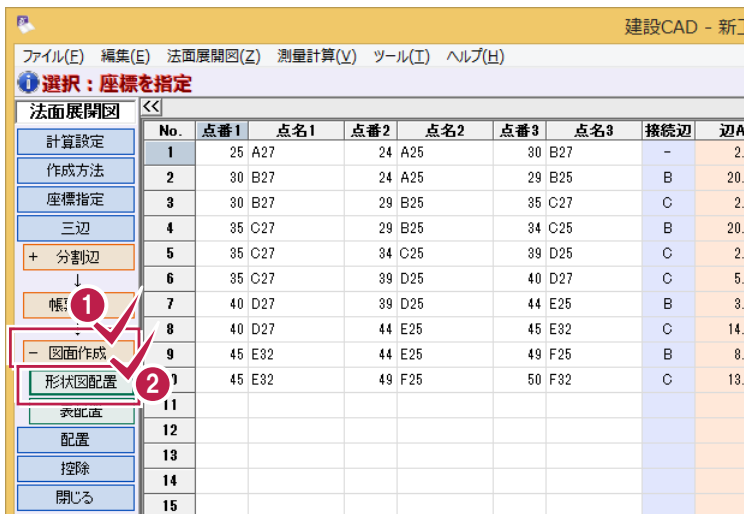 建設CAD - 新
ファイル(F) 編集(E) 法面展開図(Z) 測量計算(V) ツール(T) ヘルプ(H)
選択：座標を指定
法面展開図
<<
計算設定
作成方法
座標指定
三辺
+ 分割辺
↓
帳
1
− 図面作成
形状図配置
2
表配置
配置
控除
閉じる
No. 点番1 点名1 点番2 点名2 点番3 点名3 接続辺 辺A
1 25 A27 24 A25 30 B27 - 2.
2 30 B27 24 A25 29 B25 B 20.
3 30 B27 29 B25 35 C27 C 2.
4 35 C27 29 B25 34 C25 B 20.
5 35 C27 34 C25 39 D25 C 2.
6 35 C27 39 D25 40 D27 C 5.
7 40 D27 39 D25 44 E25 B 3.
8 40 D27 44 E25 45 E32 C 14.
9 45 E32 44 E25 49 F25 B 8.
45 E32 49 F25 50 F32 C 13.
11
12
13
14
15